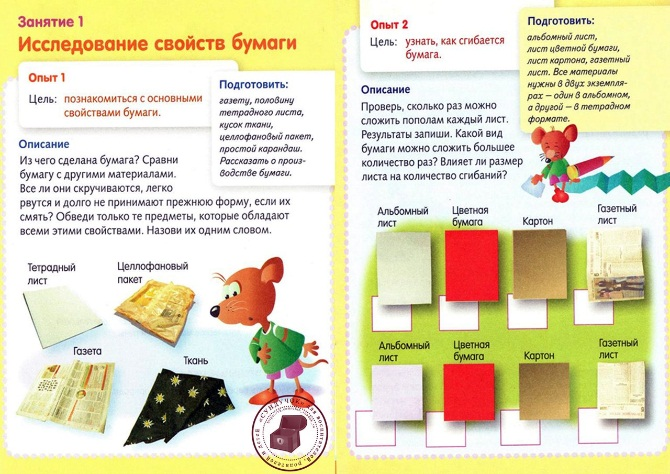 Занятие 1
Исследование свойств бумаги
Опыт 1
Цель: познакомиться с основными
свойствами бумаги.
Подготовить:
газету, половину
тетрадного листа,
кусок ткани,
целлофановый пакет,
простой карандаш.
Рассказать о произ-
водстве бумаги.
Описание
Из чего сделана бумага? Сравни
бумагу с другими материалами.
Все ли они скручиваются, легко
рвутся и долго не принимают прежнюю форму, если их
смять? Обведи только те предметы, которые обладают
всеми этими свойствами. Назови их одним словом.
Тетрадный
лист
Целлофановый
пакет
Газета
Ткань
Опыт 2
Цель: узнать, как сгибается
бумага.
Подготовить:
альбомный лист,
лист цветной бумаги,
лист картона, газетный
лист. Все материалы
нужны в двух экземпля-
рах – один в альбомном,
а другой – в тетрадном
формате.
Описание
Проверь, сколько раз можно
сложить пополам каждый лист.
Результаты запиши. Какой вид
бумаги можно сложить большее
количество раз? Влияет ли размер
листа на количество сгибаний?
Альбомный
лист
Цветная
бумага
Картон
Газетный
лист
Альбомный
лист
Цветная
бумага
Картон
Газетный
лист
«СУНДУЧОК» для воспитателей, родителей и детей